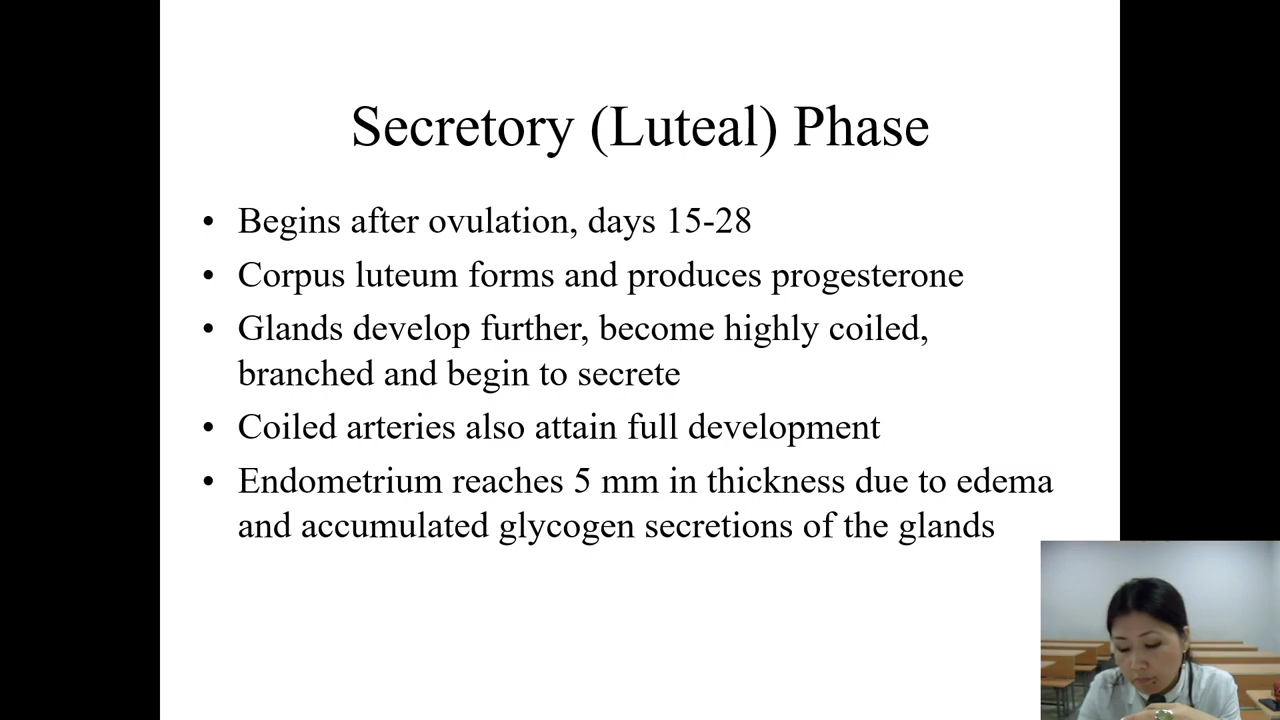 Secretory (Luteal) Phase
• Begins after ovulation, days 15-28
• Corpus luteum forms and produces progesterone
• Glands develop further, become highly coiled,
branched and begin to secrete
• Coiled arteries also attain full development
• Endometrium reaches 5 mm in thickness due to edema
and accumulated glycogen secretions of the glands